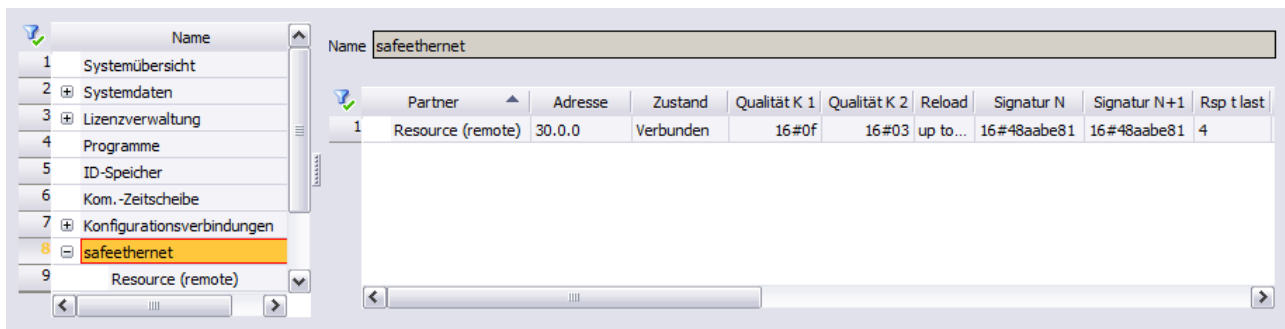 Name
1 Systemübersicht
2 Systemdaten
3 Lizenzverwaltung
4 Programme
5 ID-Speicher
6 Kom.-Zeitscheibe
7 Konfigurationsverbindungen
8 safeethernet
9 Resource (remote)
Name safeethernet
Partner Adresse Zustand Qualität K 1 Qualität K 2 Reload Signatur N Signatur N+1 Rsp t last
1 Resource (remote) 30.0.0 Verbunden 16#0f 16#03 up to... 16#48aabe81 16#48aabe81 4